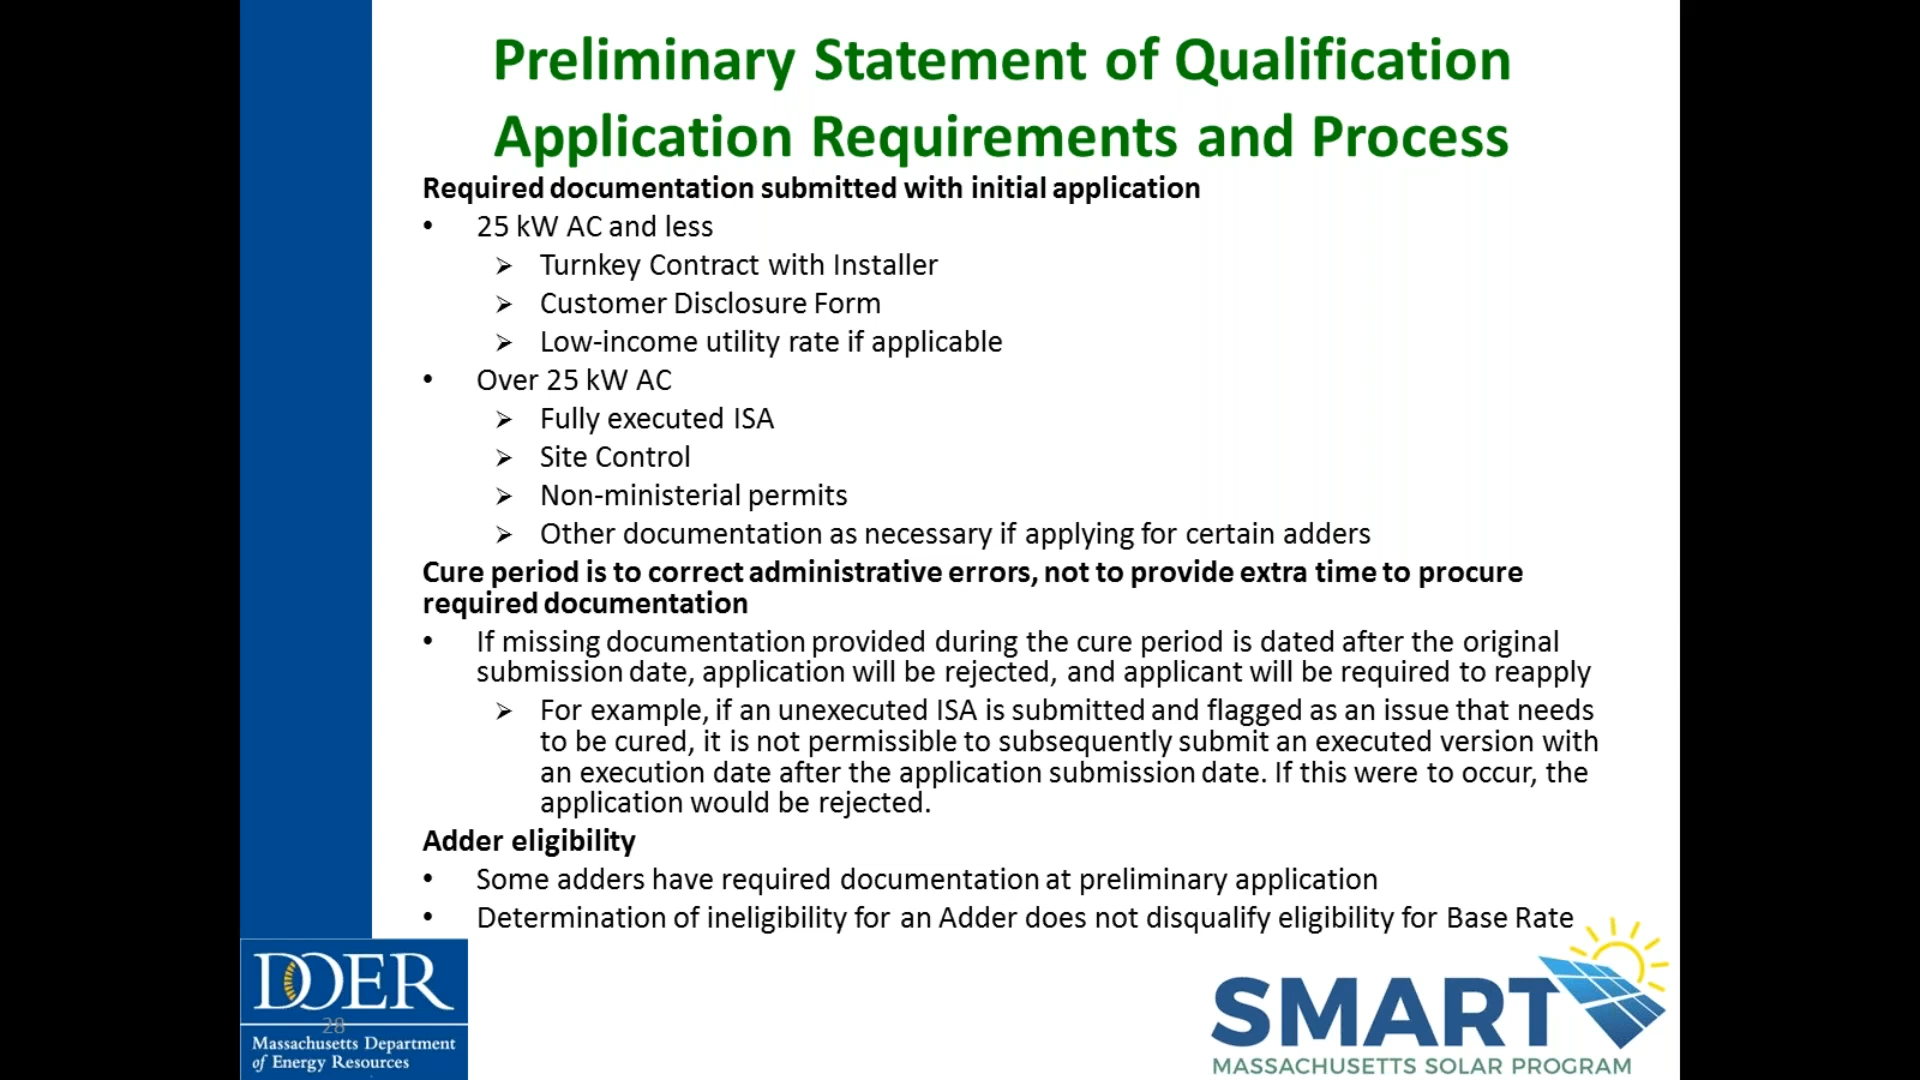 Preliminary Statement of Qualification
Application Requirements and Process
Required documentation submitted with initial application
• 25 kW AC and less
➢ Turnkey Contract with Installer
➢ Customer Disclosure Form
➢ Low-income utility rate if applicable
• Over 25 kW AC
➢ Fully executed ISA
➢ Site Control
➢ Non-ministerial permits
➢ Other documentation as necessary if applying for certain adders
Cure period is to correct administrative errors, not to provide extra time to procure
required documentation
• If missing documentation provided during the cure period is dated after the original
submission date, application will be rejected, and applicant will be required to reapply
➢ For example, if an unexecuted ISA is submitted and flagged as an issue that needs
to be cured, it is not permissible to subsequently submit an executed version with
an execution date after the application submission date. If this were to occur, the
application would be rejected.
Adder eligibility
• Some adders have required documentation at preliminary application
• Determination of ineligibility for an Adder does not disqualify eligibility for Base Rate
DOER
28
Massachusetts Department
of Energy Resources
SMART
MASSACHUSETTS SOLAR PROGRAM